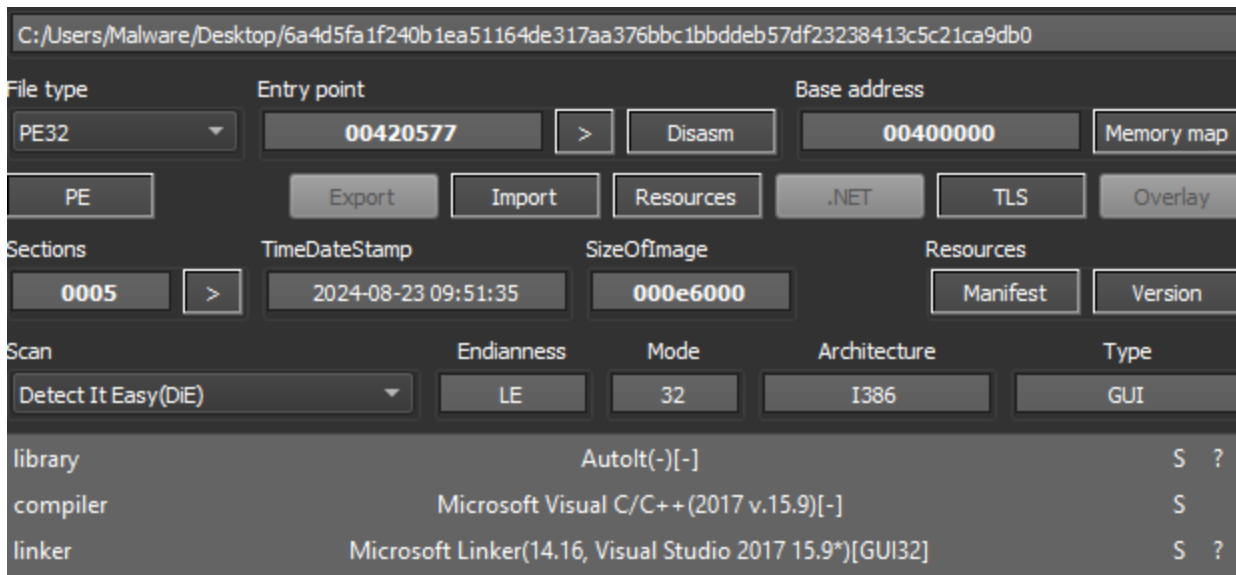 C:/Users/Malware/Desktop/6a4d5fa1f240b1ea51164de317aa376bbc1bbddeb57df23238413c5c21ca9db0
File type Entry point Base address
PE32 00420577 > Disasm 00400000 Memory map
PE Export Import Resources .NET TLS Overlay
Sections TimeDateStamp SizeOfImage Resources
0005 > 2024-08-23 09:51:35 000e6000 Manifest Version
Scan Endianness Mode Architecture Type
Detect It Easy(DiE) LE 32 I386 GUI
library AutoIt(-)[-] S ?
compiler Microsoft Visual C/C++(2017 v.15.9)[-] S
linker Microsoft Linker(14.16, Visual Studio 2017 15.9*)[GUI32] S ?